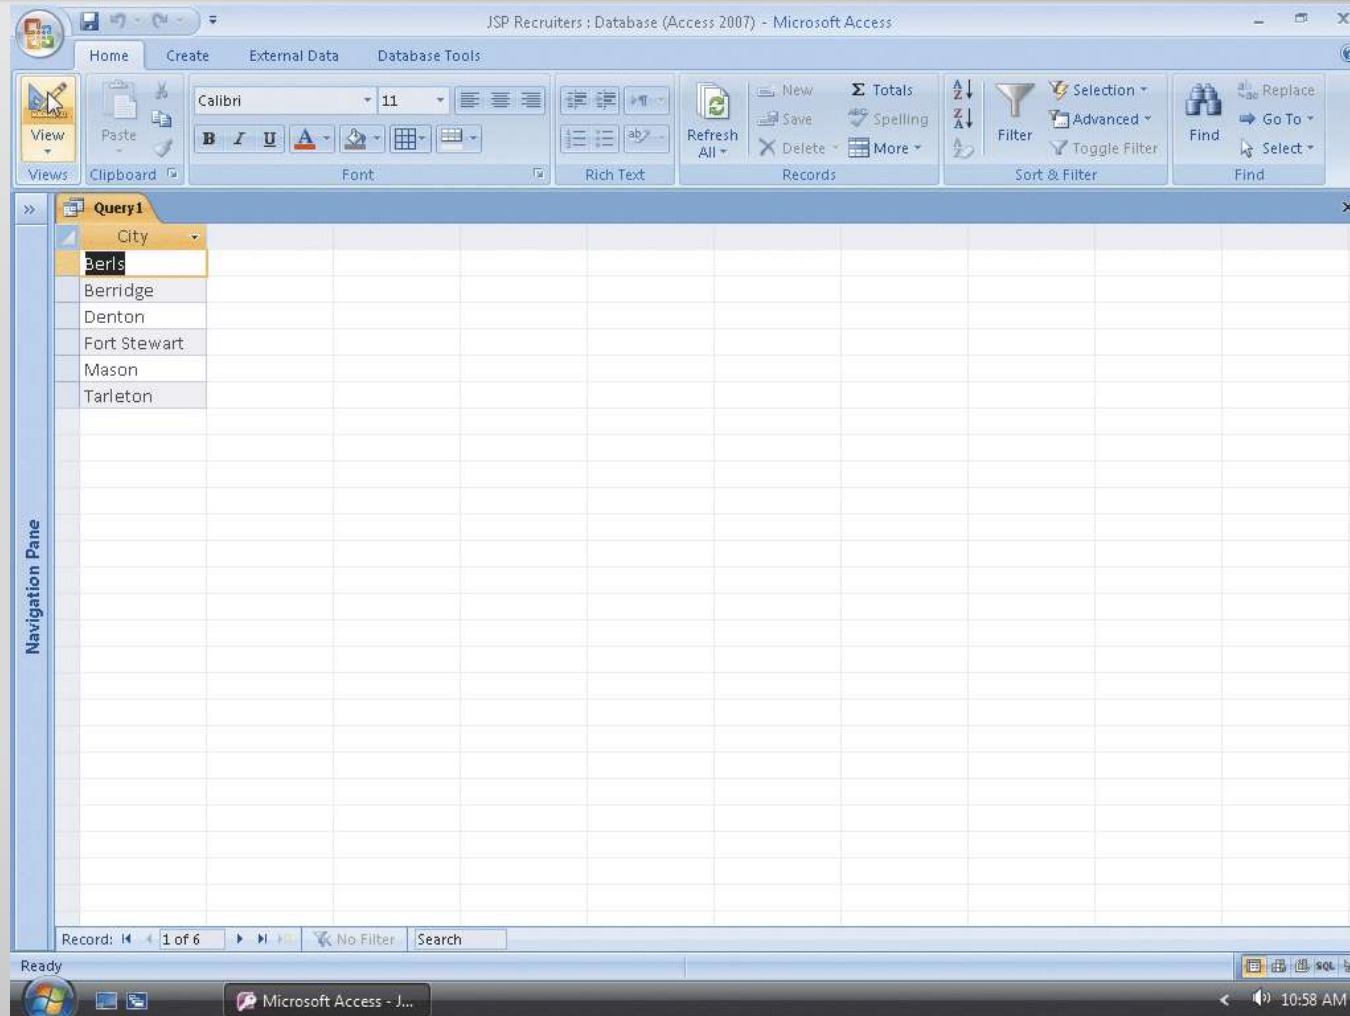 JSP Recruiters : Database (Access 2007) - Microsoft Access
Home Create External Data Database Tools
View
Views
Paste
Clipboard
Calibri 11
B I U A
Font
ab
Rich Text
Refresh
All
New
Save
Delete
Σ Totals
Spelling
More
Records
Filter
Selection
Advanced
Toggle Filter
Sort & Filter
Find
Replace
Go To
Select
Find
Query1
City
Berls
Berridge
Denton
Fort Stewart
Mason
Tarleton
Navigation Pane
Record: 1 of 6 No Filter Search
Ready SQL
Microsoft Access - J... 10:58 AM